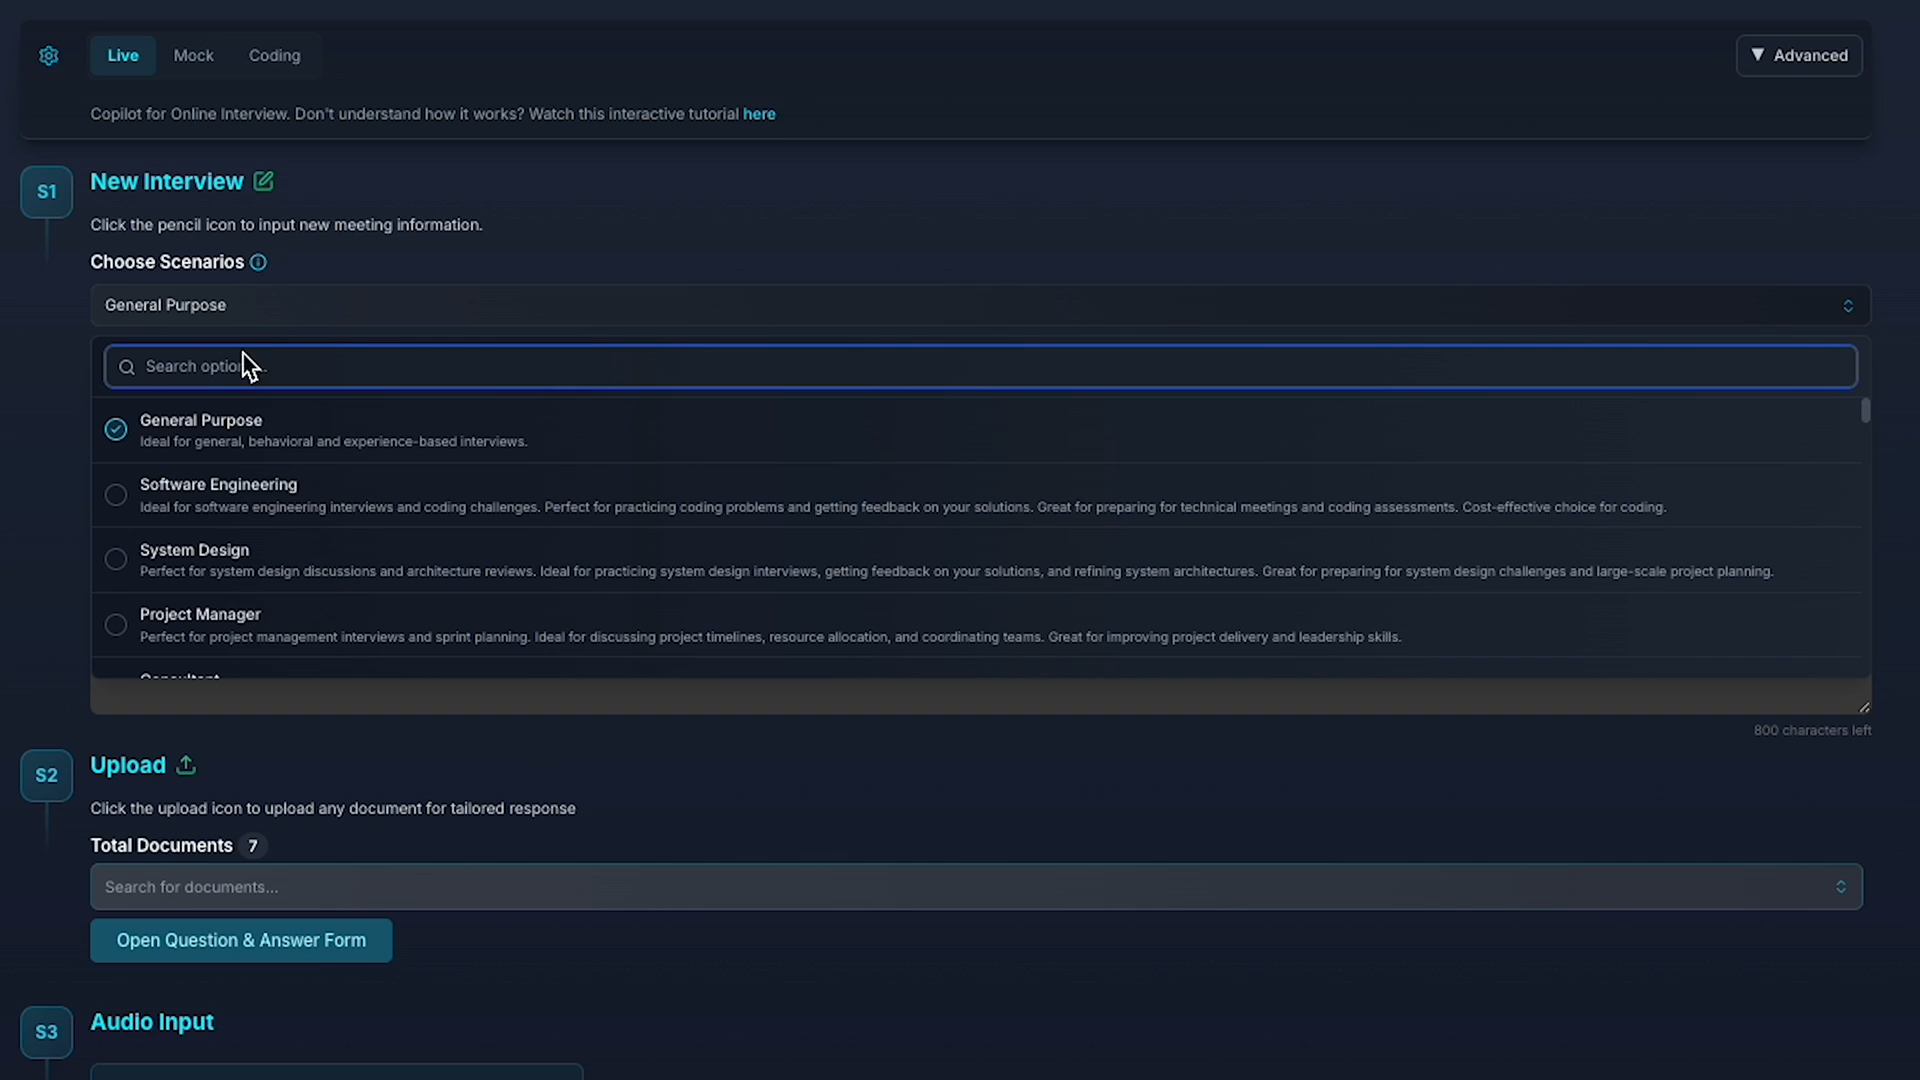 Live Mock Coding
▼ Advanced
Copilot for Online Interview. Don't understand how it works? Watch this interactive tutorial here
S1
New Interview
Click the pencil icon to input new meeting information.
Choose Scenarios
General Purpose
Search
General Purpose
Ideal for general, behavioral and experience-based interviews.
Software Engineering
Ideal for software engineering interviews and coding challenges. Perfect for practicing coding problems and getting feedback on your solutions. Great for preparing for technical meetings and coding assessments. Cost-effective choice for coding.
System Design
Perfect for system design discussions and architecture reviews. Ideal for practicing system design interviews, getting feedback on your solutions, and refining system architectures. Great for preparing for system design challenges and large-scale project planning.
Project Manager
Perfect for project management interviews and sprint planning. Ideal for discussing project timelines, resource allocation, and coordinating teams. Great for improving project delivery and leadership skills.
Consultant
800 characters left
S2
Upload
Click the upload icon to upload any document for tailored response
Total Documents 7
Search for documents...
Open Question & Answer Form
S3
Audio Input